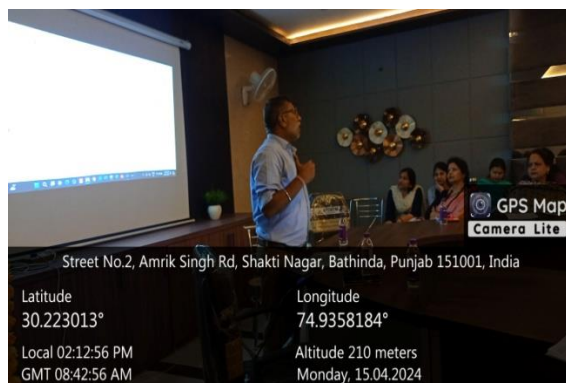 GPS Map
Camera Lite
Street No.2, Amrik Singh Rd, Shakti Nagar, Bathinda, Punjab 151001, India
Latitude
30.223013°
Longitude
74.9358184°
Local 02:12:56 PM
GMT 08:42:56 AM
Altitude 210 meters
Monday, 15.04.2024